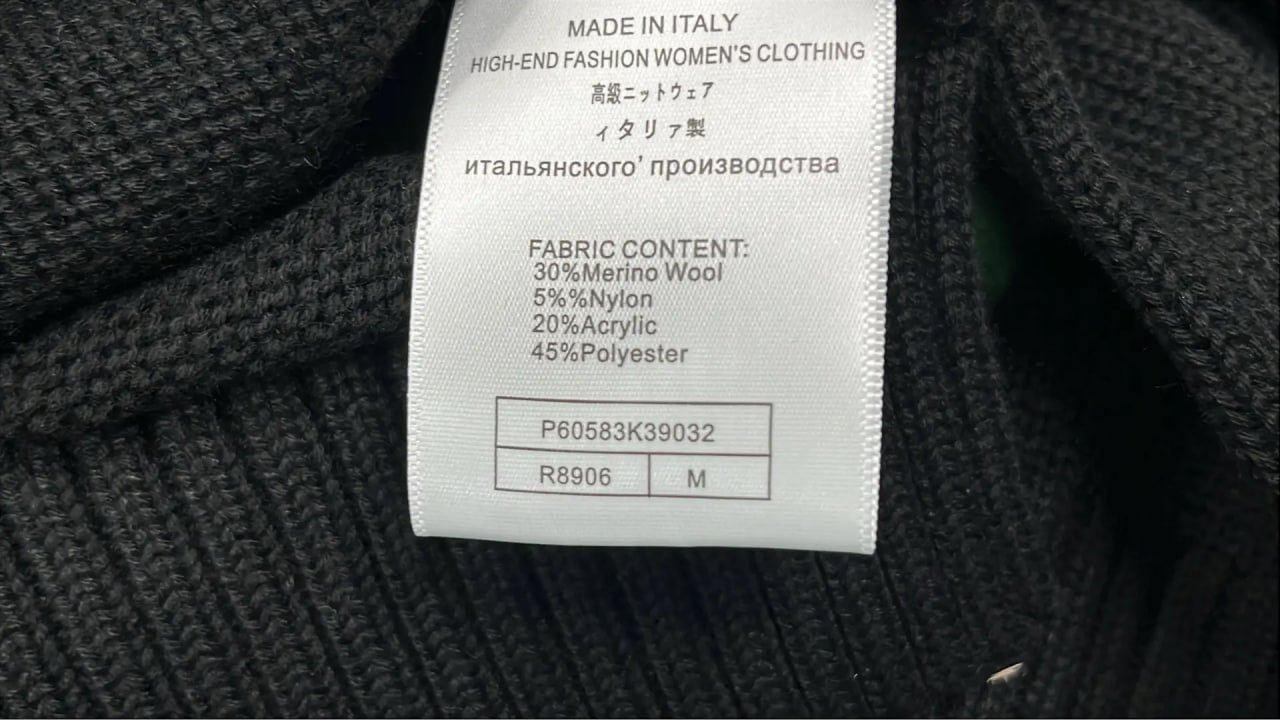 MADE IN ITALY
HIGH-END FASHION WOMEN'S CLOTHING
高級ニットウェア
ィタリァ製
итальянского' производства
FABRIC CONTENT:
30%Merino Wool
5%%Nylon
20%Acrylic
45%Polyester
P60583K39032
R8906 M